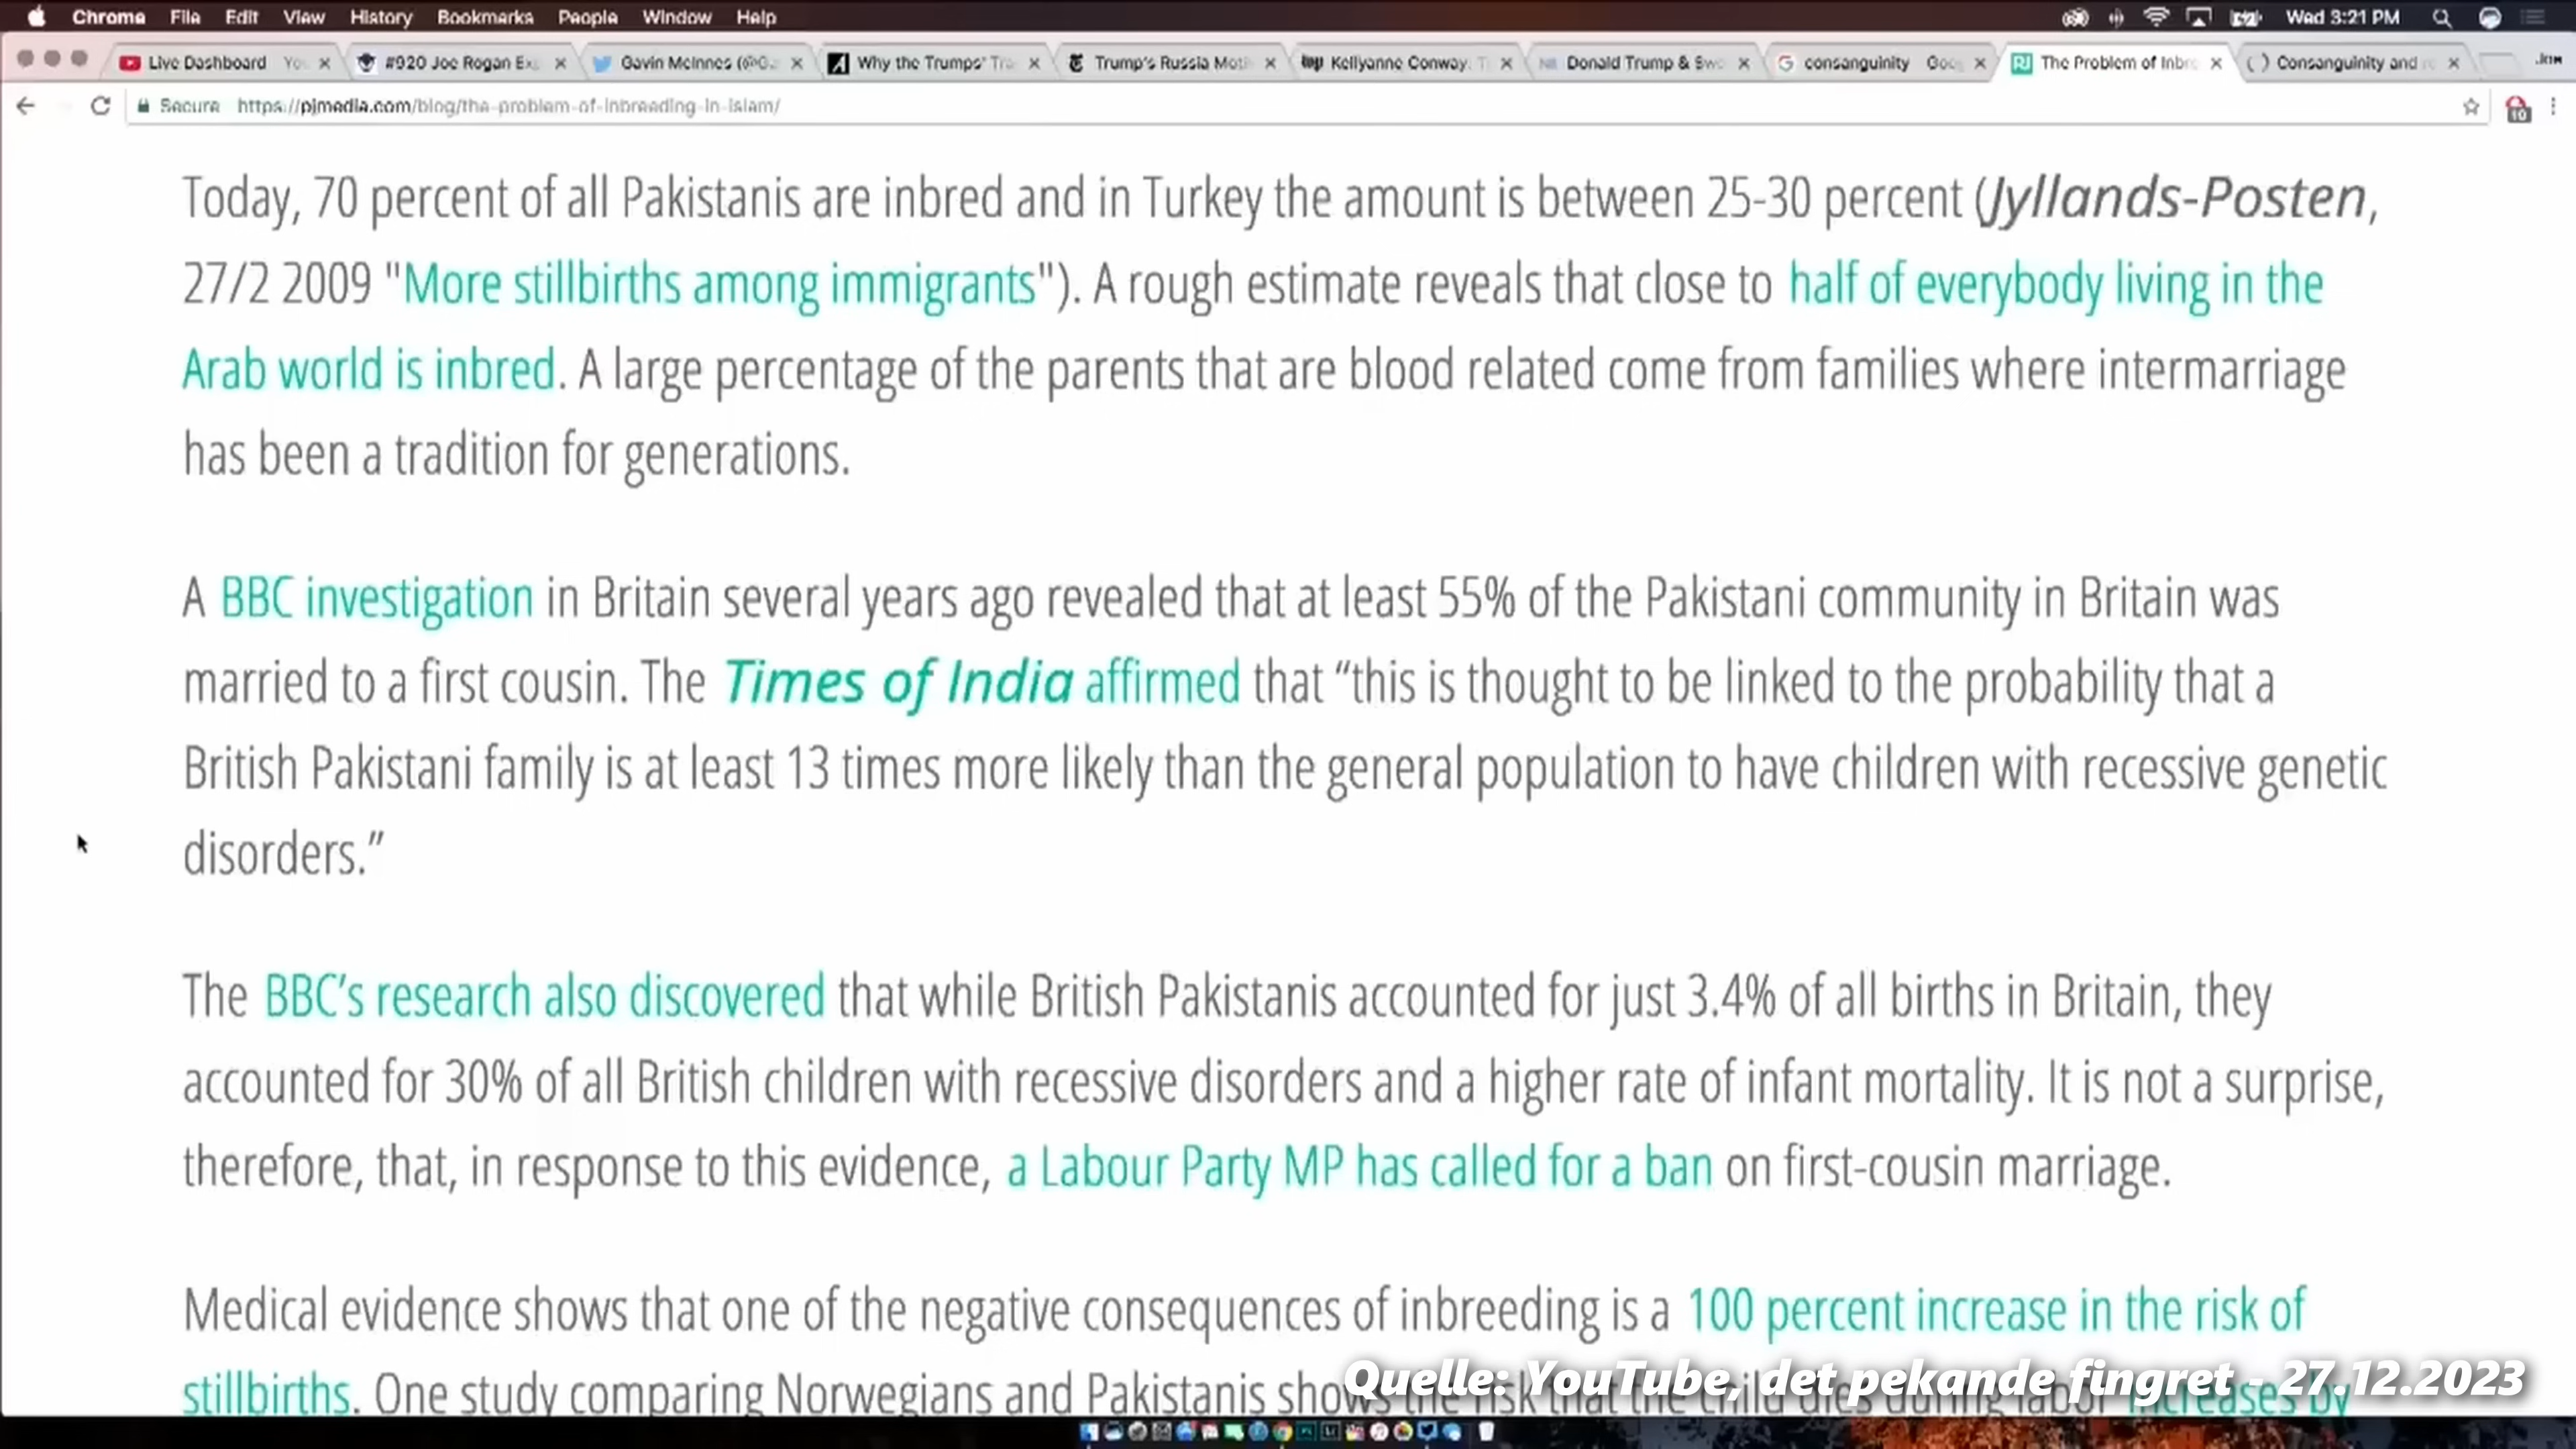 Chrome File Edit View History Bookmarks People Window Help Wed 3:21 PM
Live Dashboard #920 Joe Rogan Gavin McInnes Why the Trumps' Trump's Russia Kellyanne Conway Donald Trump & consanguinity The Problem of Consanguinity and
Secure https://pjmedia.com/blog/the-problem-of-inbreeding-in-islam/
Today, 70 percent of all Pakistanis are inbred and in Turkey the amount is between 25-30 percent (Jyllands-Posten,
27/2 2009 "More stillbirths among immigrants"). A rough estimate reveals that close to half of everybody living in the
Arab world is inbred. A large percentage of the parents that are blood related come from families where intermarriage
has been a tradition for generations.
A BBC investigation in Britain several years ago revealed that at least 55% of the Pakistani community in Britain was
married to a first cousin. The Times of India affirmed that “this is thought to be linked to the probability that a
British Pakistani family is at least 13 times more likely than the general population to have children with recessive genetic
disorders.”
The BBC’s research also discovered that while British Pakistanis accounted for just 3.4% of all births in Britain, they
accounted for 30% of all British children with recessive disorders and a higher rate of infant mortality. It is not a surprise,
therefore, that, in response to this evidence, a Labour Party MP has called for a ban on first-cousin marriage.
Medical evidence shows that one of the negative consequences of inbreeding is a 100 percent increase in the risk of
stillbirths. One study comparing Norwegians and Pakistanis shows the risk that the child dies during labor increases by
Quelle: YouTube, det pekande fingret - 27.12.2023